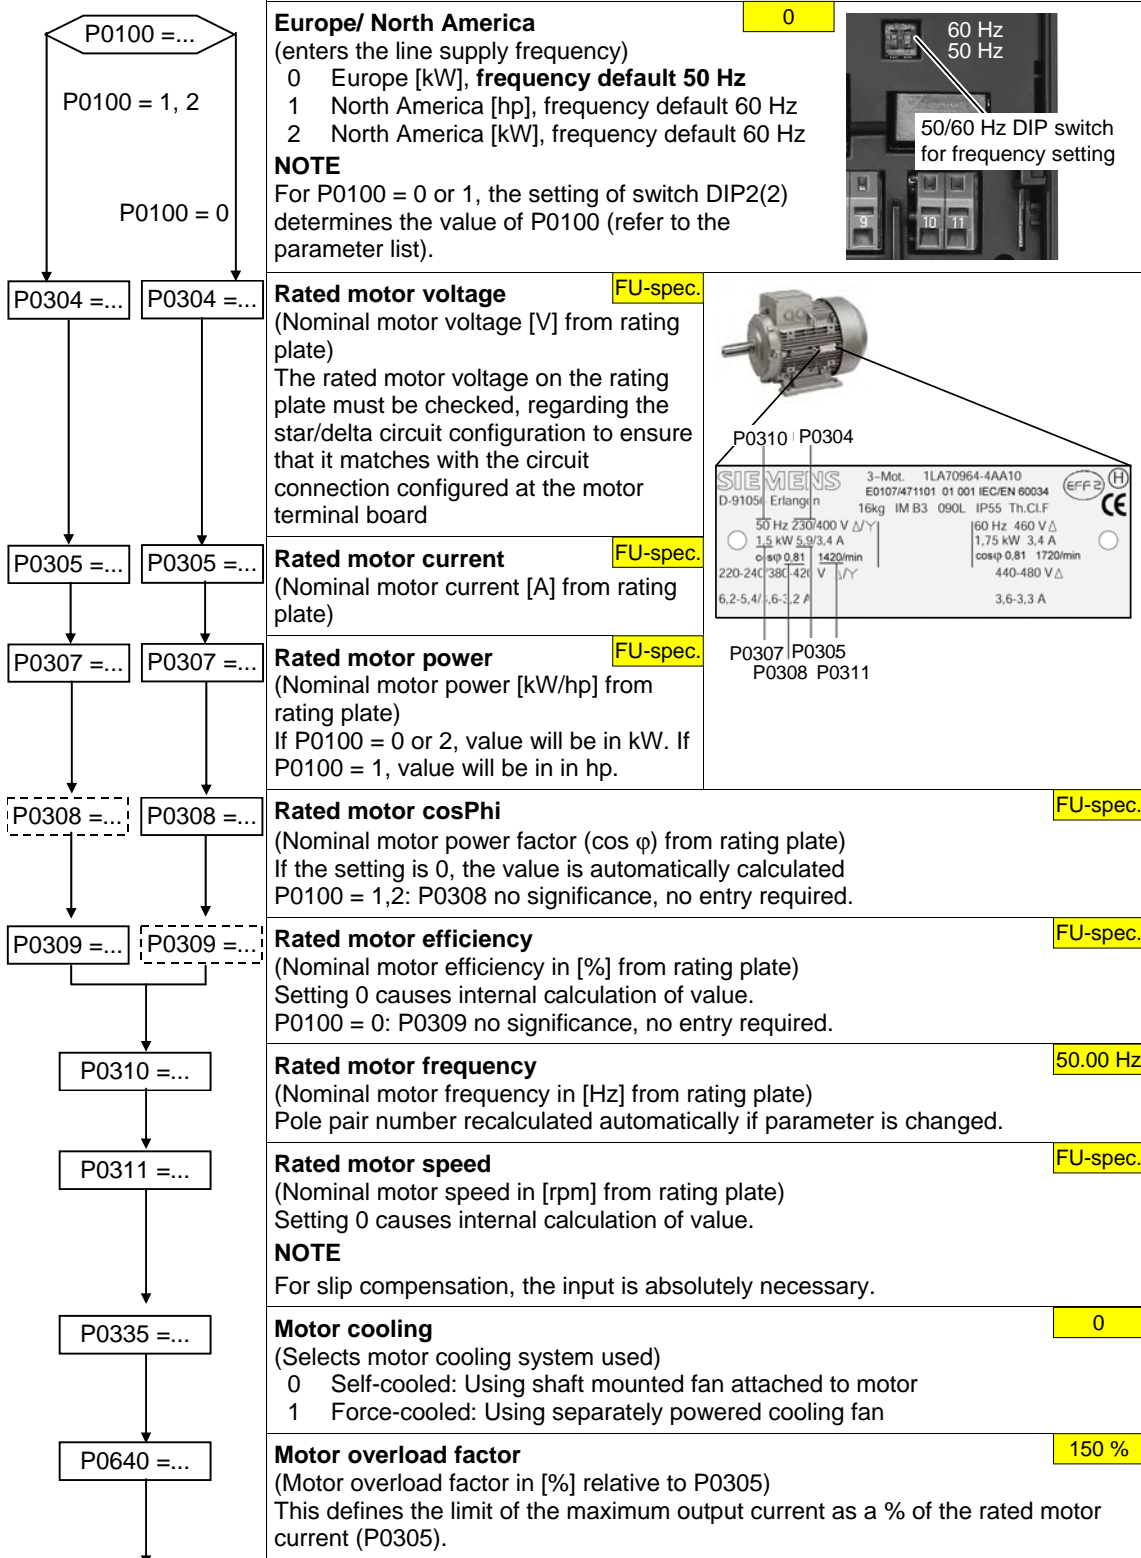 P0100 =...
P0100 = 1, 2
P0100 = 0
Europe/ North America
0
(enters the line supply frequency)
0 Europe [kW], frequency default 50 Hz
1 North America [hp], frequency default 60 Hz
2 North America [kW], frequency default 60 Hz
NOTE
For P0100 = 0 or 1, the setting of switch DIP2(2)
determines the value of P0100 (refer to the
parameter list).
60 Hz
50 Hz
50/60 Hz DIP switch
for frequency setting
9
10 11
P0304 =... P0304 =...
Rated motor voltage
FU-spec.
(Nominal motor voltage [V] from rating
plate)
The rated motor voltage on the rating
plate must be checked, regarding the
star/delta circuit configuration to ensure
that it matches with the circuit
connection configured at the motor
terminal board
P0310 P0304
SIEMENS
3~Mot. 1LA70964-4AA10
E0107/471101 01 001 IEC/EN 60034
D-91056 Erlangen
16kg IM B3 090L IP55 Th.Cl.F
EFF 2
H
CE
50 Hz 230/400 V Δ/Y
60 Hz 460 V Δ
1,5 kW 5,9/3,4 A
1,75 kW 3,4 A
cosφ 0,81 1420/min
cosφ 0,81 1720/min
220-240/380-420 V Δ/Y
440-480 V Δ
3,6-3,3 A
P0307 P0305
P0308 P0311
P0305 =... P0305 =...
Rated motor current
FU-spec.
(Nominal motor current [A] from rating
plate)
P0307 =... P0307 =...
Rated motor power
FU-spec.
(Nominal motor power [kW/hp] from
rating plate)
If P0100 = 0 or 2, value will be in kW. If
P0100 = 1, value will be in in hp.
P0308 =... P0308 =...
Rated motor cosPhi
FU-spec.
(Nominal motor power factor (cos φ) from rating plate)
If the setting is 0, the value is automatically calculated
P0100 = 1,2: P0308 no significance, no entry required.
P0309 =... P0309 =...
Rated motor efficiency
FU-spec.
(Nominal motor efficiency in [%] from rating plate)
Setting 0 causes internal calculation of value.
P0100 = 0: P0309 no significance, no entry required.
P0310 =...
Rated motor frequency
50.00 Hz
(Nominal motor frequency in [Hz] from rating plate)
Pole pair number recalculated automatically if parameter is changed.
P0311 =...
Rated motor speed
FU-spec.
(Nominal motor speed in [rpm] from rating plate)
Setting 0 causes internal calculation of value.
NOTE
For slip compensation, the input is absolutely necessary.
P0335 =...
Motor cooling
0
(Selects motor cooling system used)
0 Self-cooled: Using shaft mounted fan attached to motor
1 Force-cooled: Using separately powered cooling fan
P0640 =...
Motor overload factor
150 %
(Motor overload factor in [%] relative to P0305)
This defines the limit of the maximum output current as a % of the rated motor
current (P0305).